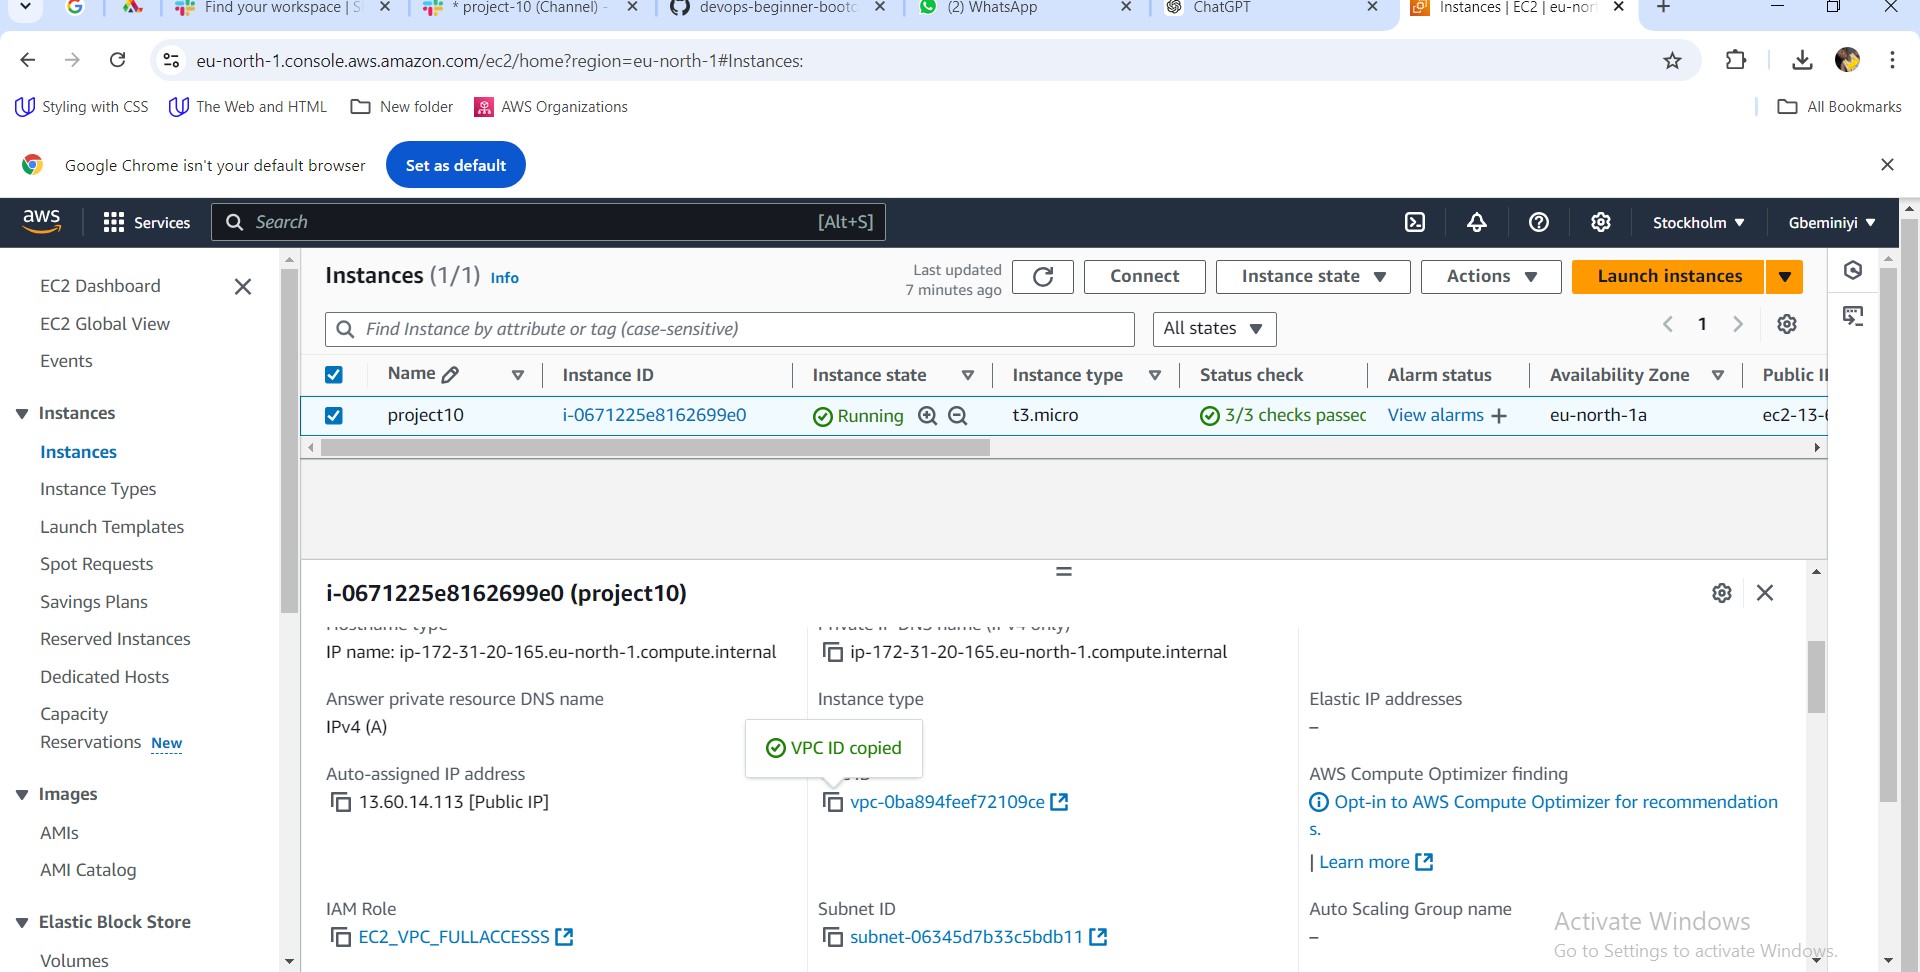 Find your workspace | S
* project-10 (Channel) -
devops-beginner-bootc
(2) WhatsApp
ChatGPT
Instances | EC2 | eu-nort
eu-north-1.console.aws.amazon.com/ec2/home?region=eu-north-1#Instances:
Styling with CSS The Web and HTML New folder AWS Organizations All Bookmarks
Google Chrome isn't your default browser Set as default
aws Services Search [Alt+S] Stockholm Gbeminiyi
EC2 Dashboard
EC2 Global View
Events
Instances
Instances
Instance Types
Launch Templates
Spot Requests
Savings Plans
Reserved Instances
Dedicated Hosts
Capacity
Reservations New
Images
AMIs
AMI Catalog
Elastic Block Store
Volumes
Instances (1/1) Info
Last updated
7 minutes ago
Connect Instance state Actions Launch instances
Find Instance by attribute or tag (case-sensitive) All states 1
Name Instance ID Instance state Instance type Status check Alarm status Availability Zone Public I
project10 i-0671225e8162699e0 Running t3.micro 3/3 checks passec View alarms + eu-north-1a ec2-13-6
i-0671225e8162699e0 (project10)
Hostname type
IP name: ip-172-31-20-165.eu-north-1.compute.internal
Private IP DNS name (IPv4 only)
ip-172-31-20-165.eu-north-1.compute.internal
Answer private resource DNS name
IPv4 (A)
Instance type
Elastic IP addresses
–
VPC ID copied
Auto-assigned IP address
13.60.14.113 [Public IP]
vpc-0ba894feef72109ce
AWS Compute Optimizer finding
Opt-in to AWS Compute Optimizer for recommendation
s.
| Learn more
IAM Role
EC2_VPC_FULLACCESSS
Subnet ID
subnet-06345d7b33c5bdb11
Auto Scaling Group name
–
Activate Windows
Go to Settings to activate Windows.